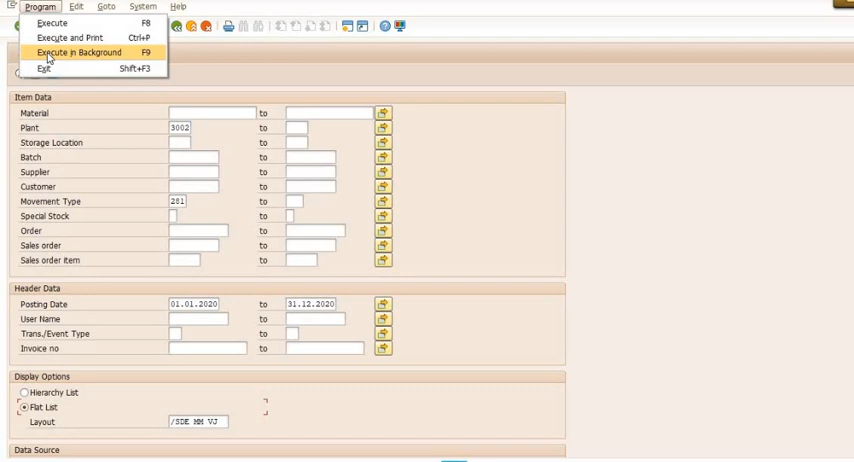 Program Edit Goto System Help
Execute F8
Execute and Print Ctrl+P
Execute in Background F9
Exit Shift+F3
Item Data
Material to
Plant 3002 to
Storage Location to
Batch to
Supplier to
Customer to
Movement Type 281 to
Special Stock to
Order to
Sales order to
Sales order item to
Header Data
Posting Date 01.01.2020 to 31.12.2020
User Name to
Trans./Event Type to
Invoice no to
Display Options
Hierarchy List
Flat List
Layout /SDE MM VJ
Data Source